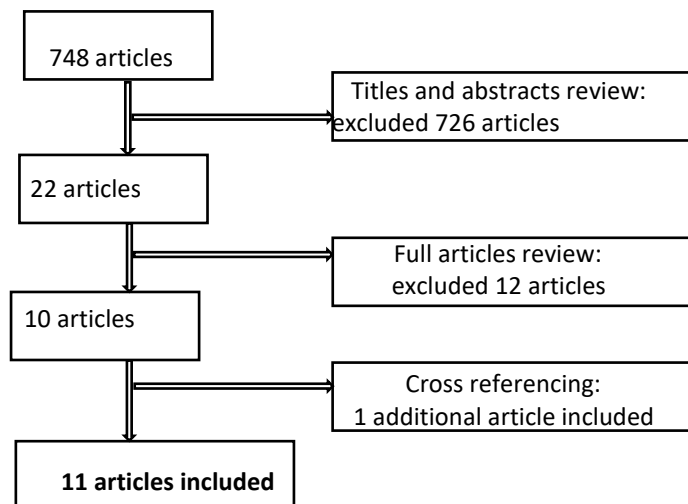 748 articles
Titles and abstracts review:
excluded 726 articles
22 articles
Full articles review:
excluded 12 articles
10 articles
Cross referencing:
1 additional article included
11 articles included